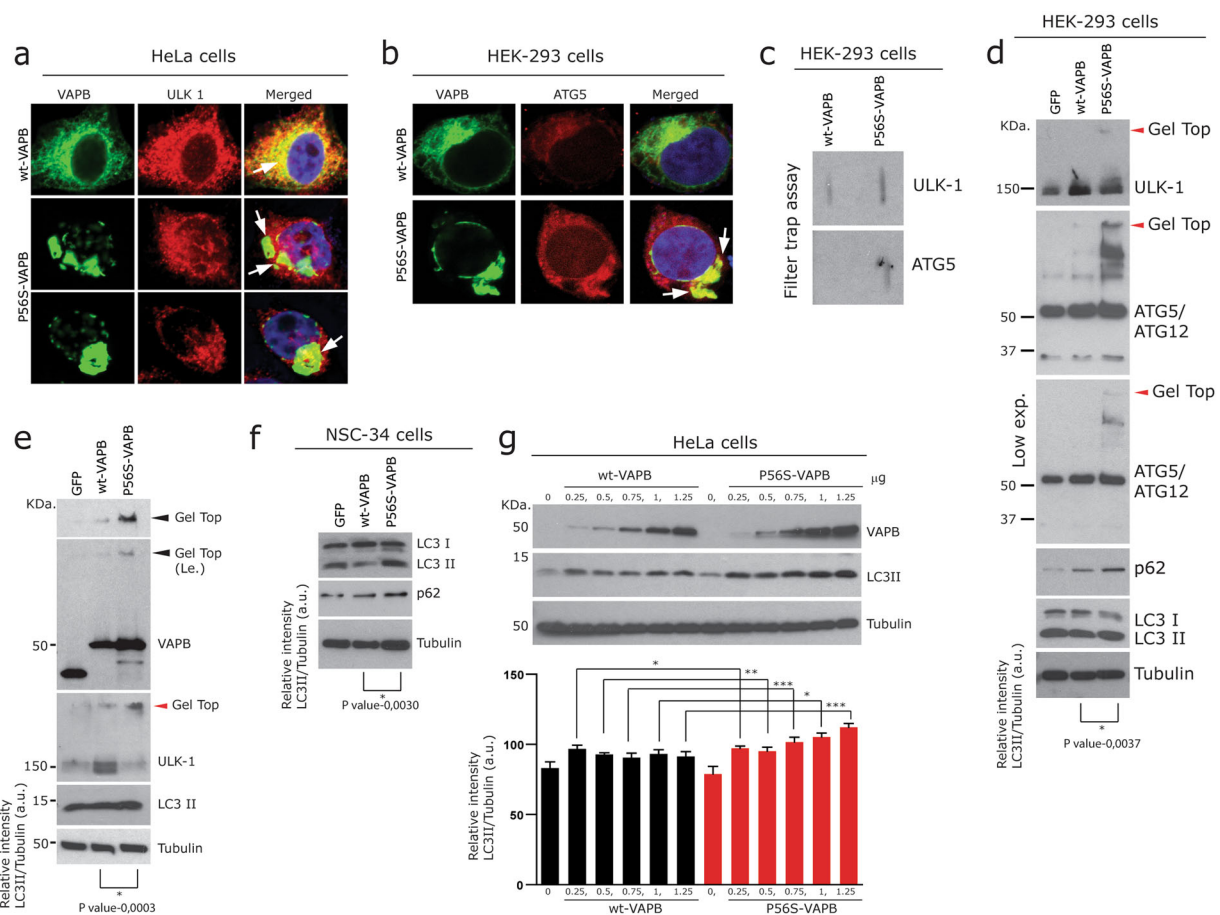 a
HeLa cells
VAPB
ULK 1
Merged
wt-VAPB
P56S-VAPB
b
HEK-293 cells
VAPB
ATG5
Merged
wt-VAPB
P56S-VAPB
c
HEK-293 cells
wt-VAPB
P56S-VAPB
Filter trap assay
ULK-1
ATG5
d
HEK-293 cells
GFP
wt-VAPB
P56S-VAPB
KDa.
Gel Top
150
ULK-1
Gel Top
50
ATG5/
ATG12
37
Low exp.
Gel Top
50
ATG5/
ATG12
37
p62
LC3 I
LC3 II
Tubulin
Relative intensity
LC3II/Tubulin (a.u.)
*
P value-0,0037
e
GFP
wt-VAPB
P56S-VAPB
KDa.
Gel Top
Gel Top
(Le.)
50
VAPB
Gel Top
150
ULK-1
15
LC3 II
50
Tubulin
Relative intensity
LC3II/Tubulin (a.u.)
*
P value-0,0003
f
NSC-34 cells
GFP
wt-VAPB
P56S-VAPB
LC3 I
LC3 II
p62
Tubulin
Relative intensity
LC3II/Tubulin (a.u.)
*
P value-0,0030
g
HeLa cells
wt-VAPB
P56S-VAPB
0 0.25, 0.5, 0.75, 1, 1.25 0, 0.25, 0.5, 0.75, 1, 1.25 µg
KDa.
50
VAPB
15
LC3II
50
Tubulin
Relative intensity
LC3II/Tubulin (a.u.)
150
100
50
0
*
**
***
*
***
0 0.25, 0.5, 0.75, 1, 1.25 0, 0.25, 0.5, 0.75, 1, 1.25
wt-VAPB
P56S-VAPB